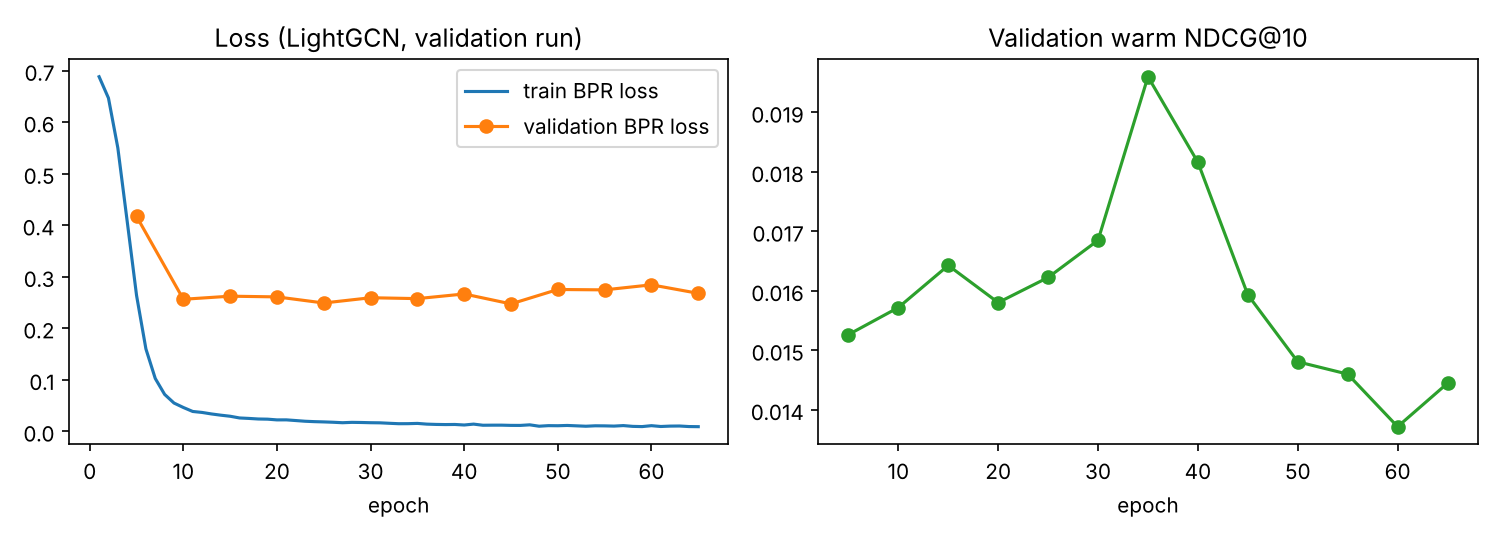 Loss (LightGCN, validation run)
0.7
0.6
0.5
0.4
0.3
0.2
0.1
0.0
train BPR loss
validation BPR loss
0 10 20 30 40 50 60
epoch
Validation warm NDCG@10
0.019
0.018
0.017
0.016
0.015
0.014
10 20 30 40 50 60
epoch